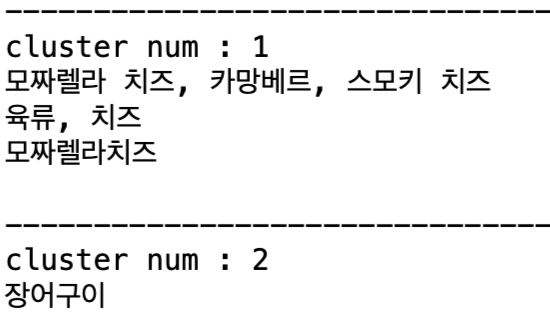 --------------------------------
cluster num : 1
모짜렐라 치즈, 카망베르, 스모키 치즈
육류, 치즈
모짜렐라치즈
--------------------------------
cluster num : 2
장어구이